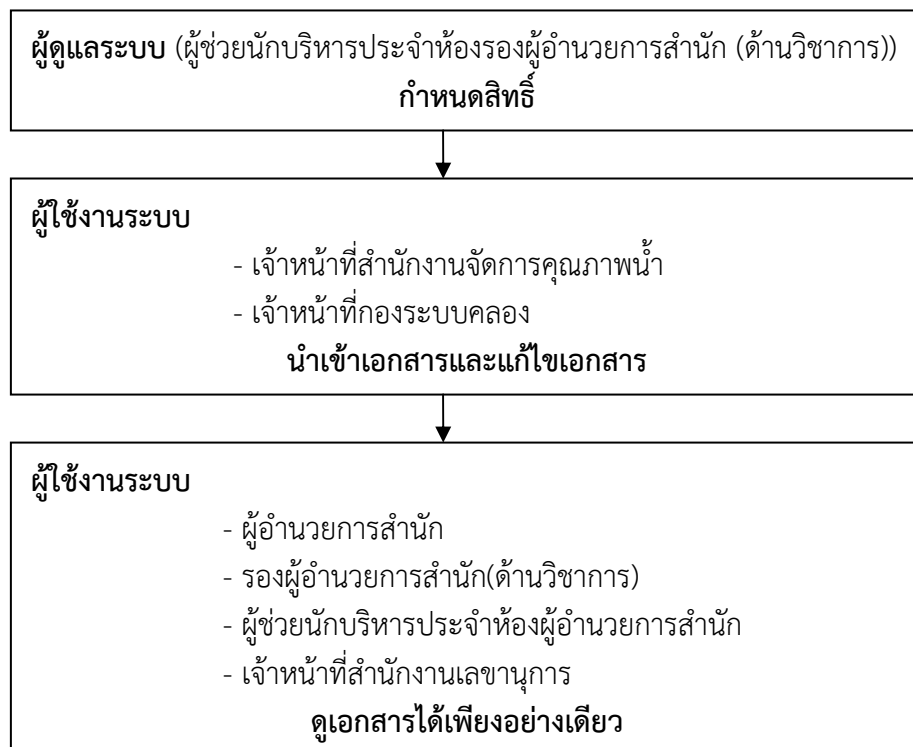 ผู้ดูแลระบบ (ผู้ช่วยนักบริหารประจำห้องรองผู้อำนวยการสำนัก (ด้านวิชาการ))
กำหนดสิทธิ์
ผู้ใช้งานระบบ
- เจ้าหน้าที่สำนักงานจัดการคุณภาพน้ำ
- เจ้าหน้าที่กองระบบคลอง
นำเข้าเอกสารและแก้ไขเอกสาร
ผู้ใช้งานระบบ
- ผู้อำนวยการสำนัก
- รองผู้อำนวยการสำนัก(ด้านวิชาการ)
- ผู้ช่วยนักบริหารประจำห้องผู้อำนวยการสำนัก
- เจ้าหน้าที่สำนักงานเลขานุการ
ดูเอกสารได้เพียงอย่างเดียว